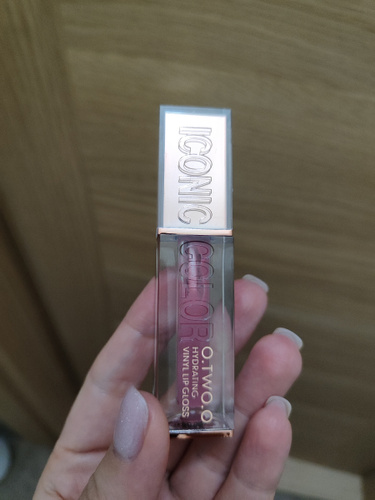 ICONIC
COLOR
O.TWO.O
HYDRATING
VINYL LIP GLOSS